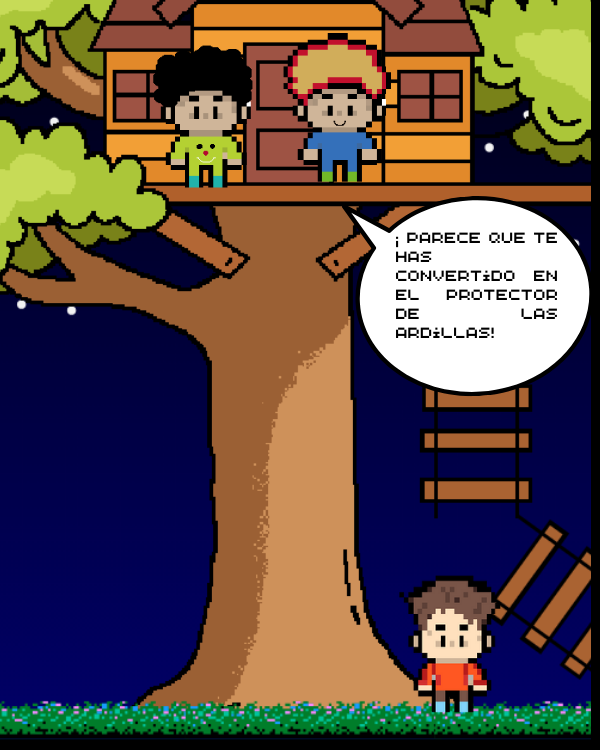 ¡ PARECE QUE TE
HAS
CONVERTIDO EN
EL PROTECTOR
DE LAS
ARDILLAS!